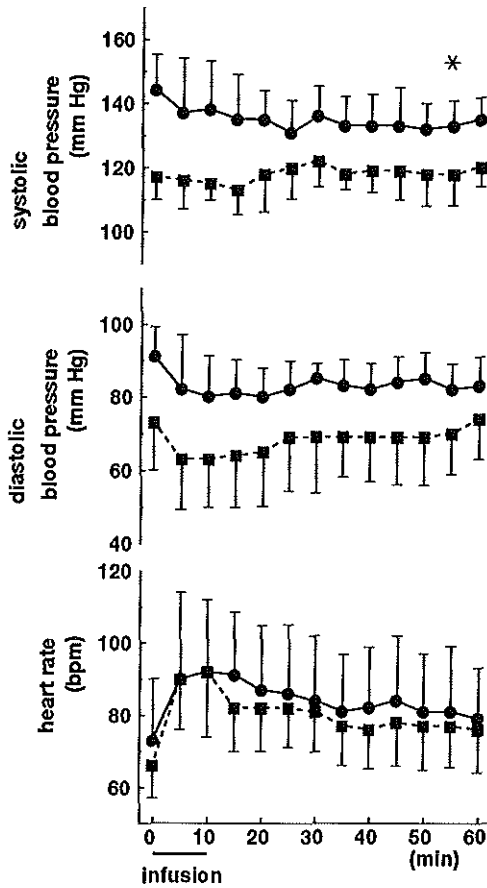 160
*
140
120
100
systolic
blood pressure
(mm Hg)
100
80
60
40
diastolic
blood pressure
(mm Hg)
120
100
80
60
heart rate
(bpm)
0 10 20 30 40 50 60
(min)
infusion